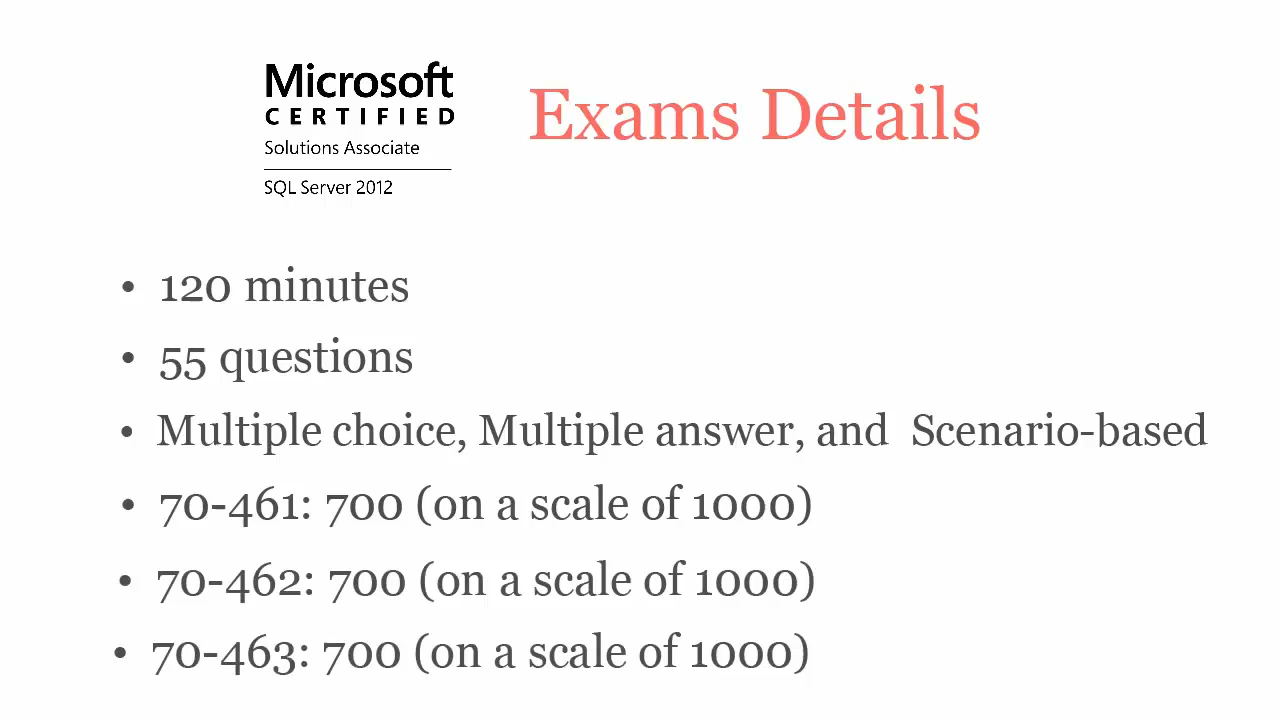 Microsoft
CERTIFIED
Solutions Associate
SQL Server 2012
Exams Details
• 120 minutes
• 55 questions
• Multiple choice, Multiple answer, and Scenario-based
• 70-461: 700 (on a scale of 1000)
• 70-462: 700 (on a scale of 1000)
• 70-463: 700 (on a scale of 1000)